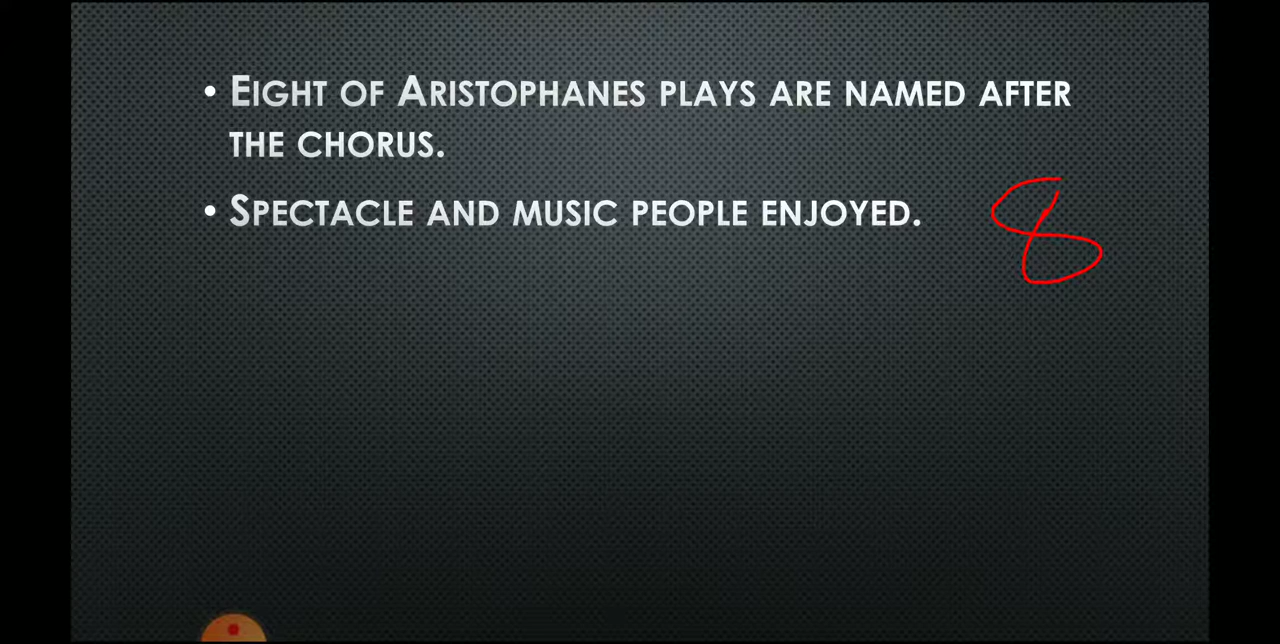 • Eight of Aristophanes plays are named after
the chorus.
• Spectacle and music people enjoyed.
8